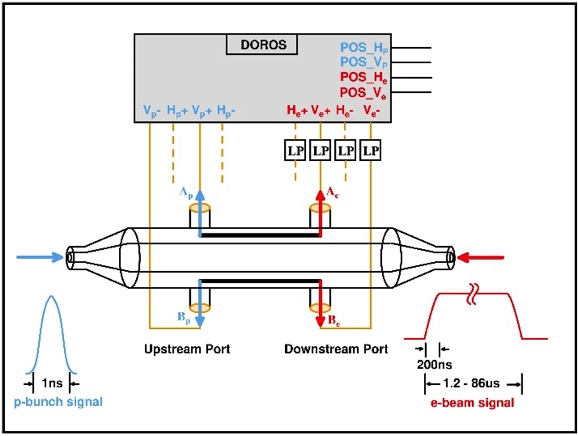 DOROS
POS_Hp
POS_Vp
POS_He
POS_Ve
Vp- Hp+ Vp+ Hp- He+ Ve+ He- Ve-
LP LP LP LP
Ap Ae
Bp Be
Upstream Port Downstream Port
200ns
1ns 1.2 - 86us
p-bunch signal e-beam signal